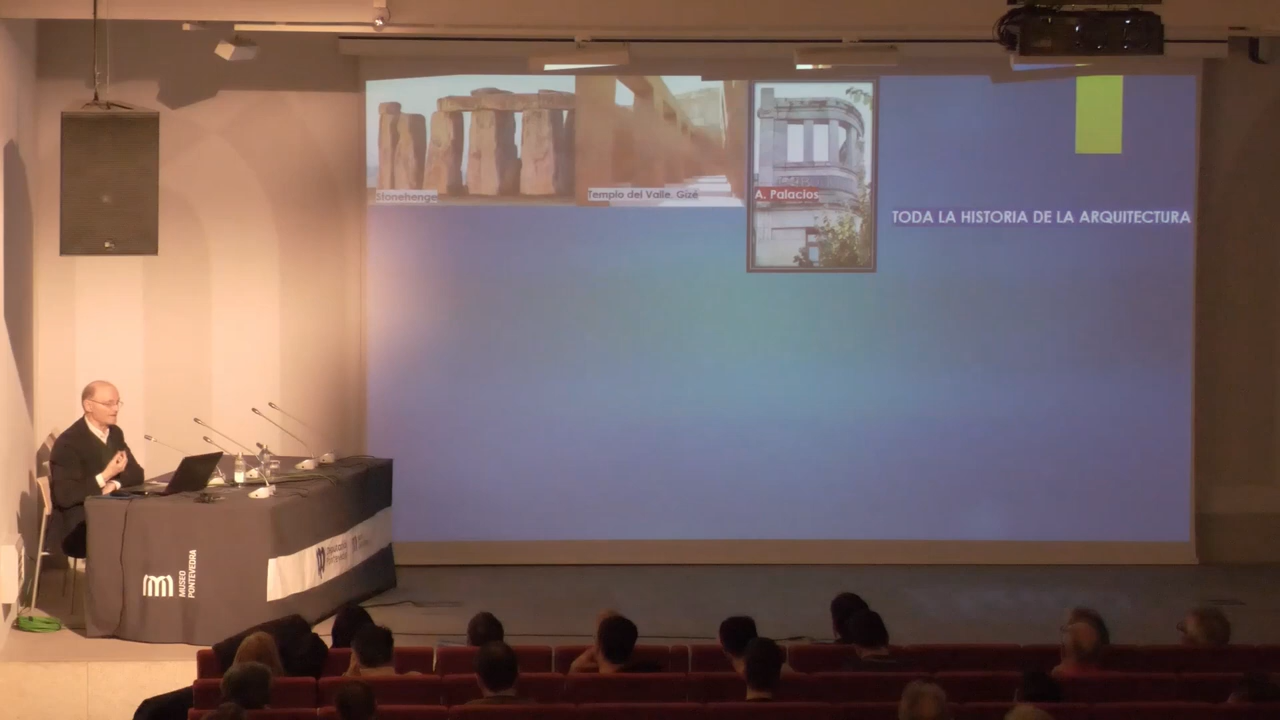 Stonehenge
Templo del Valle. Gizé
A. Palacios
TODA LA HISTORIA DE LA ARQUITECTURA
MUSEO
PONTEVEDRA